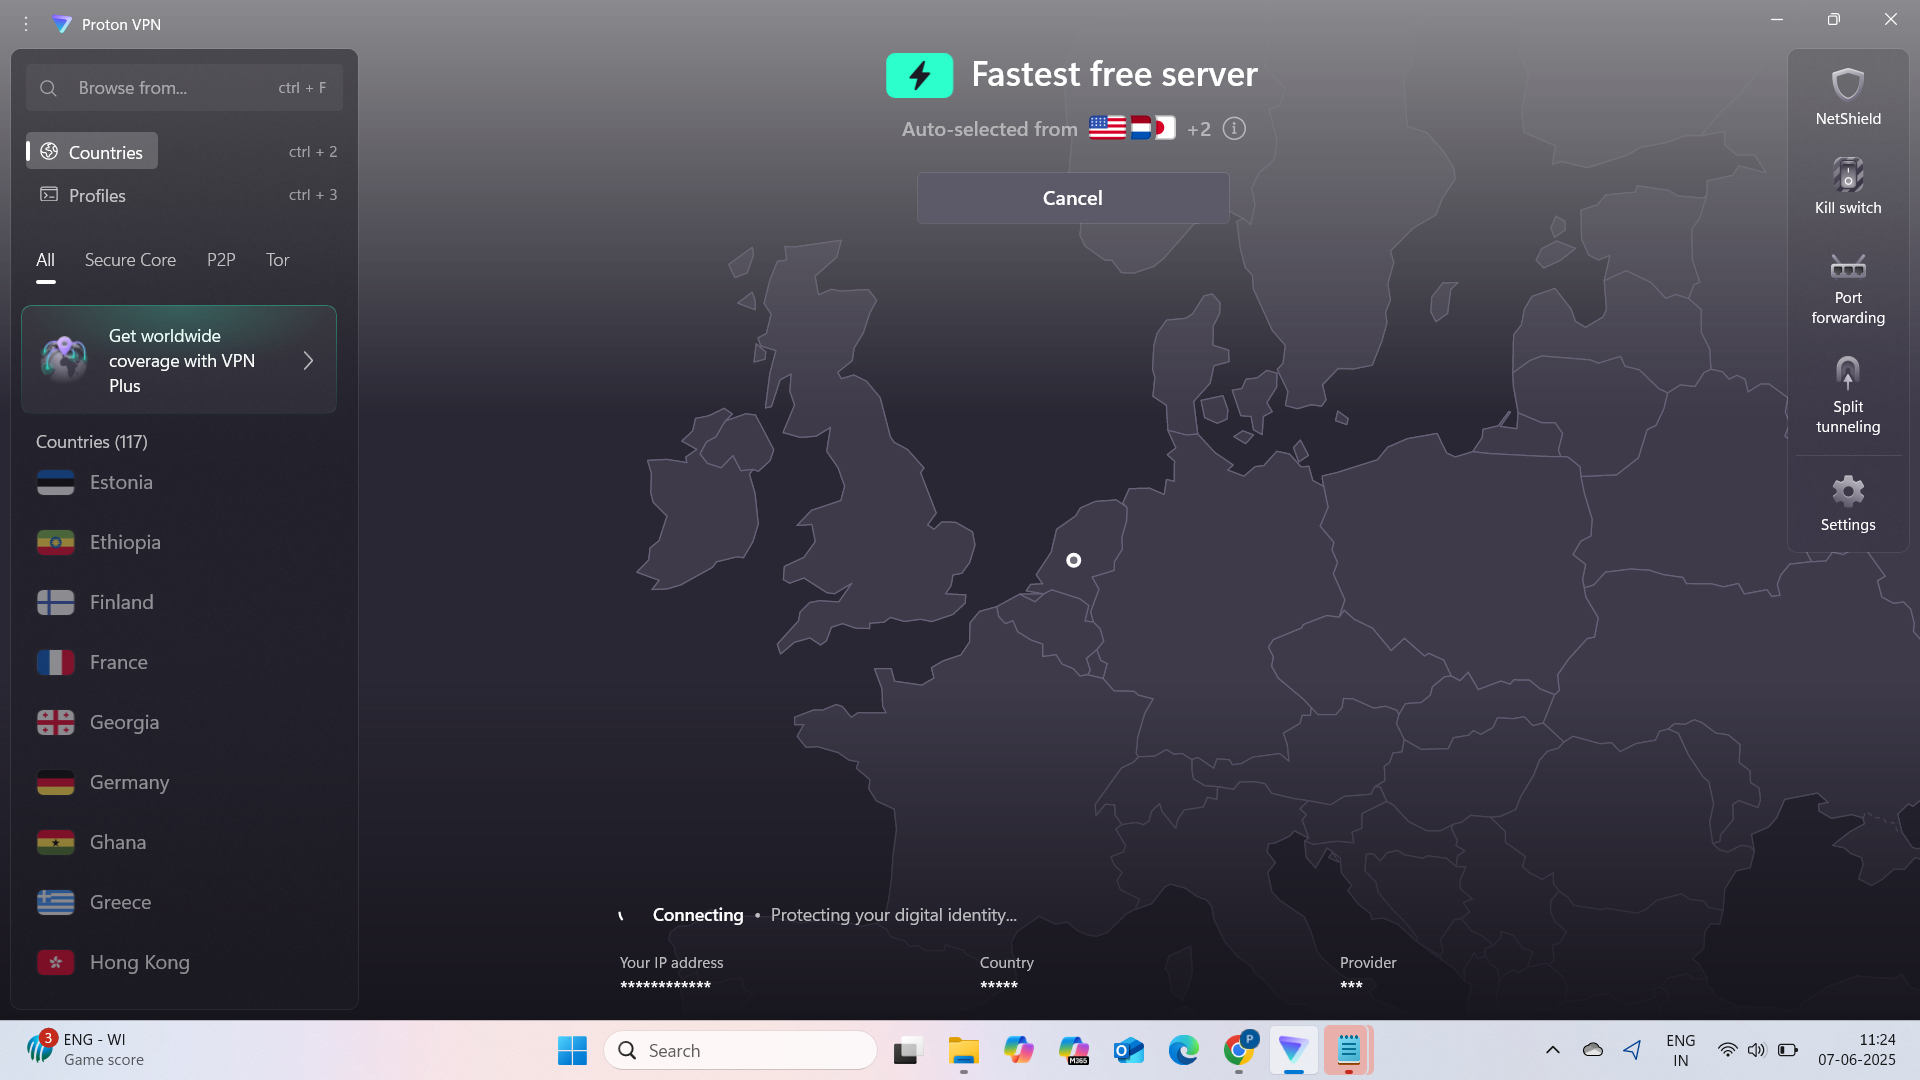 Proton VPN
Browse from...
ctrl + F
Countries
ctrl + 2
Profiles
ctrl + 3
All
Secure Core
P2P
Tor
Get worldwide
coverage with VPN
Plus
Countries (117)
Estonia
Ethiopia
Finland
France
Georgia
Germany
Ghana
Greece
Hong Kong
Fastest free server
Auto-selected from
+2
Cancel
Connecting • Protecting your digital identity...
Your IP address
************
Country
*****
Provider
***
NetShield
Kill switch
Port
forwarding
Split
tunneling
Settings
3
ENG - WI
Game score
Search
M365
P
ENG
IN
11:24
07-06-2025